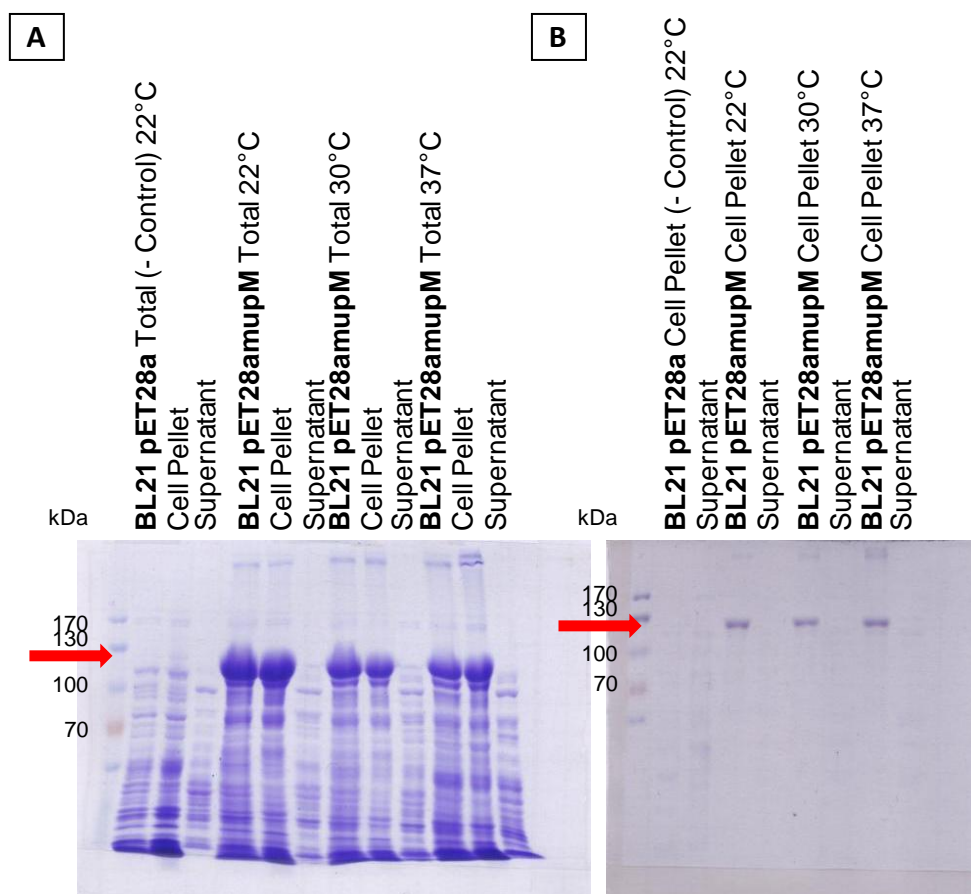 A
BL21 pET28a Total (- Control) 22°C
Cell Pellet
Supernatant
BL21 pET28amupM Total 22°C
Cell Pellet
Supernatant
BL21 pET28amupM Total 30°C
Cell Pellet
Supernatant
BL21 pET28amupM Total 37°C
Cell Pellet
Supernatant
kDa
170
130
100
70
B
BL21 pET28a Cell Pellet (- Control) 22°C
Supernatant
BL21 pET28amupM Cell Pellet 22°C
Supernatant
BL21 pET28amupM Cell Pellet 30°C
Supernatant
BL21 pET28amupM Cell Pellet 37°C
Supernatant
kDa
170
130
100
70